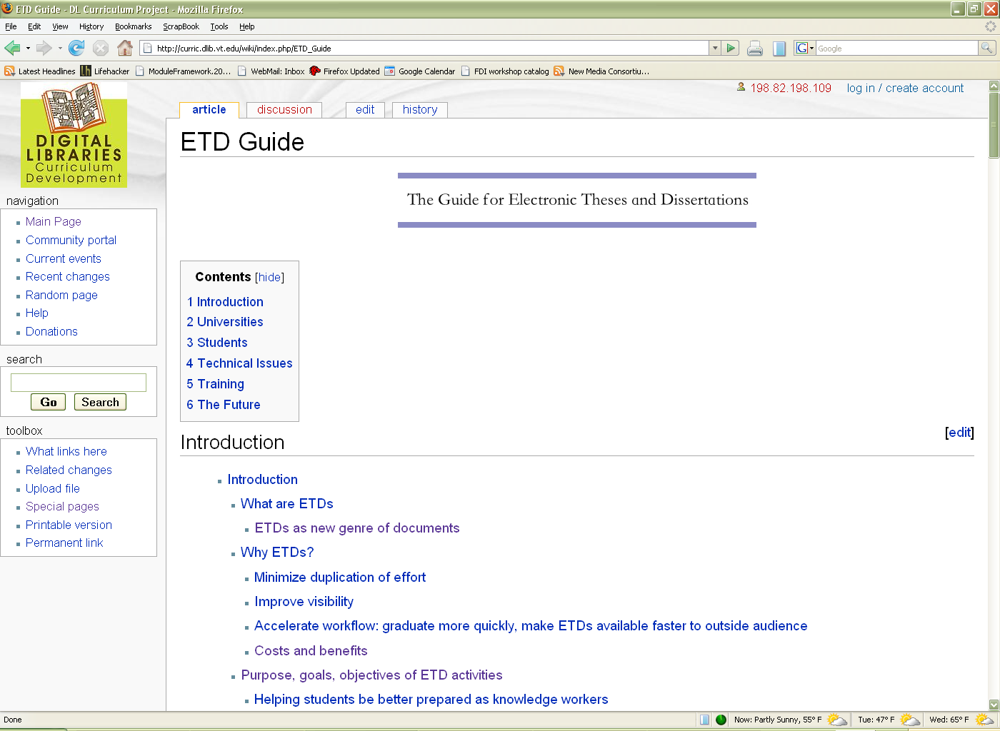 ETD Guide - DL Curriculum Project - Mozilla Firefox
File Edit View History Bookmarks ScrapBook Tools Help
http://curric.dlib.vt.edu/wiki/index.php/ETD_Guide
G Google
Latest Headlines lh Lifehacker ModuleFramework.20... WebMail: Inbox Firefox Updated Google Calendar FDI workshop catalog New Media Consortiu...
198.82.198.109 log in / create account
article discussion edit history
DIGITAL
LIBRARIES
Curriculum
Development
navigation
Main Page
Community portal
Current events
Recent changes
Random page
Help
Donations
search
Go Search
toolbox
What links here
Related changes
Upload file
Special pages
Printable version
Permanent link
ETD Guide
The Guide for Electronic Theses and Dissertations
Contents [hide]
1 Introduction
2 Universities
3 Students
4 Technical Issues
5 Training
6 The Future
[edit]
Introduction
Introduction
What are ETDs
ETDs as new genre of documents
Why ETDs?
Minimize duplication of effort
Improve visibility
Accelerate workflow: graduate more quickly, make ETDs available faster to outside audience
Costs and benefits
Purpose, goals, objectives of ETD activities
Helping students be better prepared as knowledge workers
Done
Now: Partly Sunny, 55° F Tue: 47° F Wed: 65° F